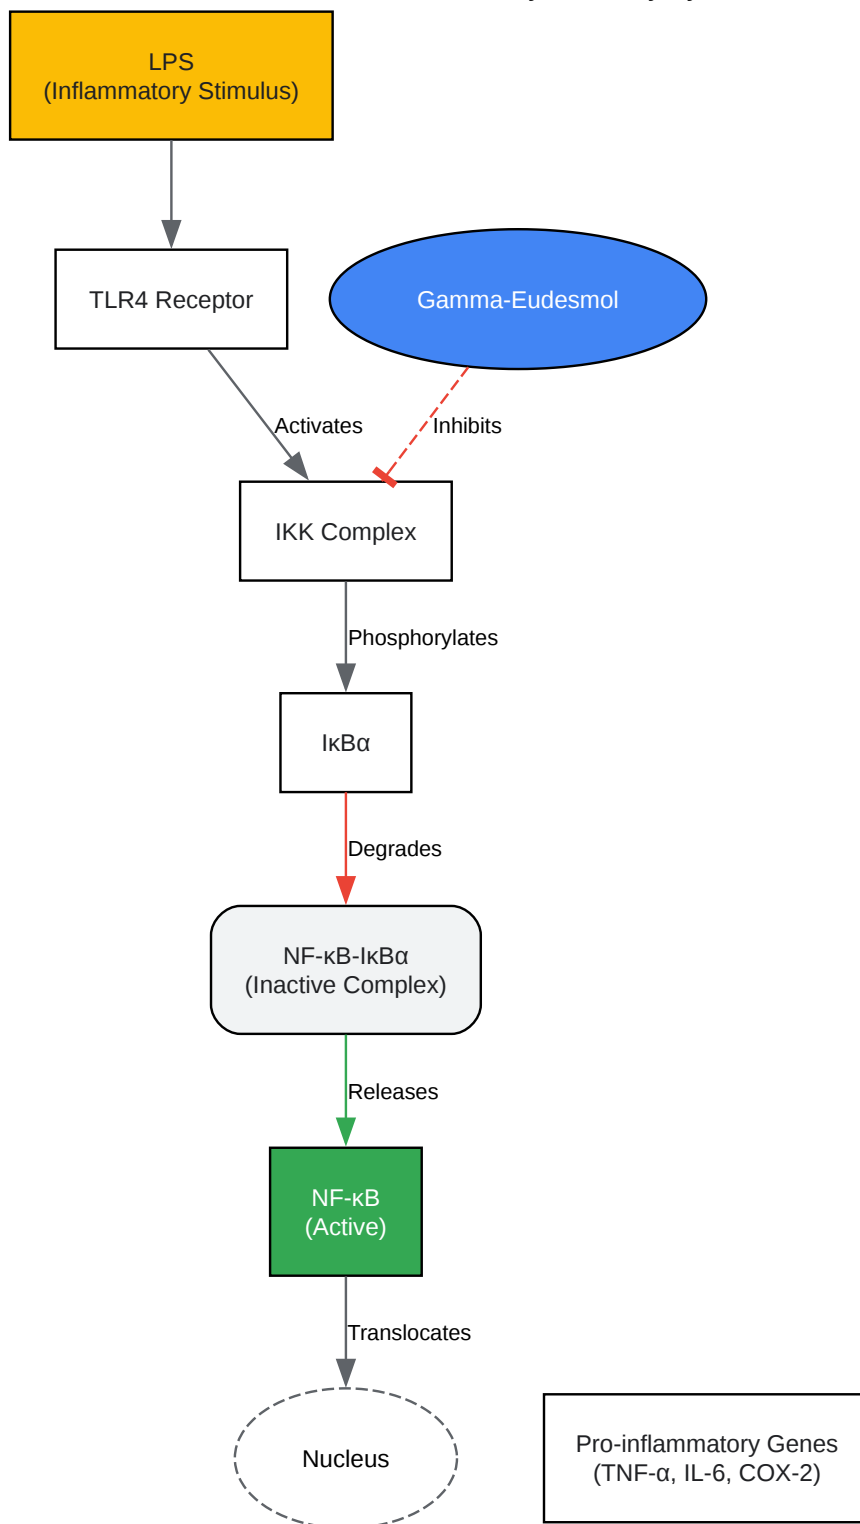 LPS
(Inflammatory Stimulus)
TLR4 Receptor
Gamma-Eudesmol
Activates
Inhibits
IKK Complex
Phosphorylates
IκBα
Degrades
NF-κB-IκBα
(Inactive Complex)
Releases
NF-κB
(Active)
Translocates
Nucleus
Pro-inflammatory Genes
(TNF-α, IL-6, COX-2)